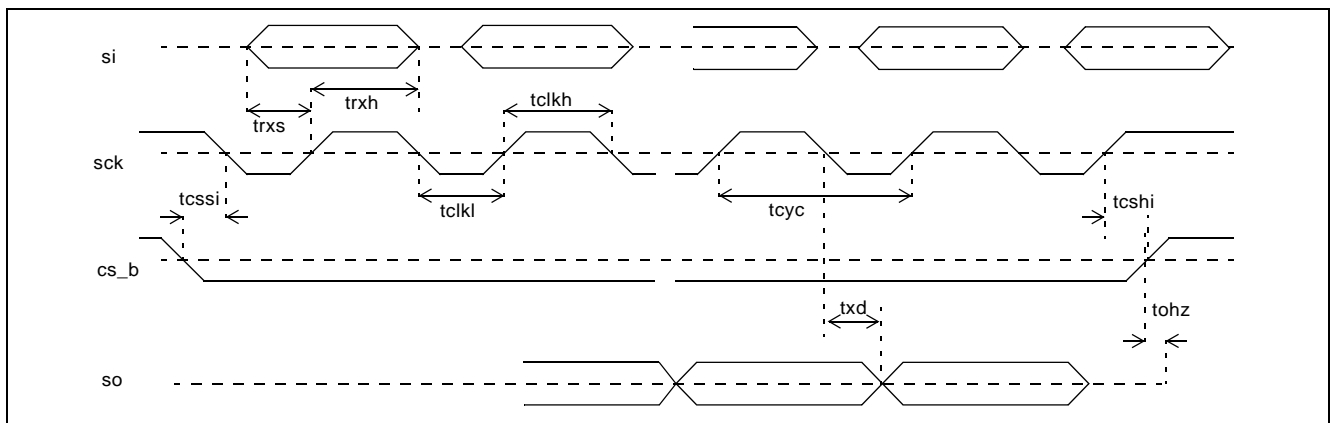 si
trxs
trxh
tclkh
sck
tcssi
tclkl
tcyc
tcshi
cs_b
txd
tohz
so